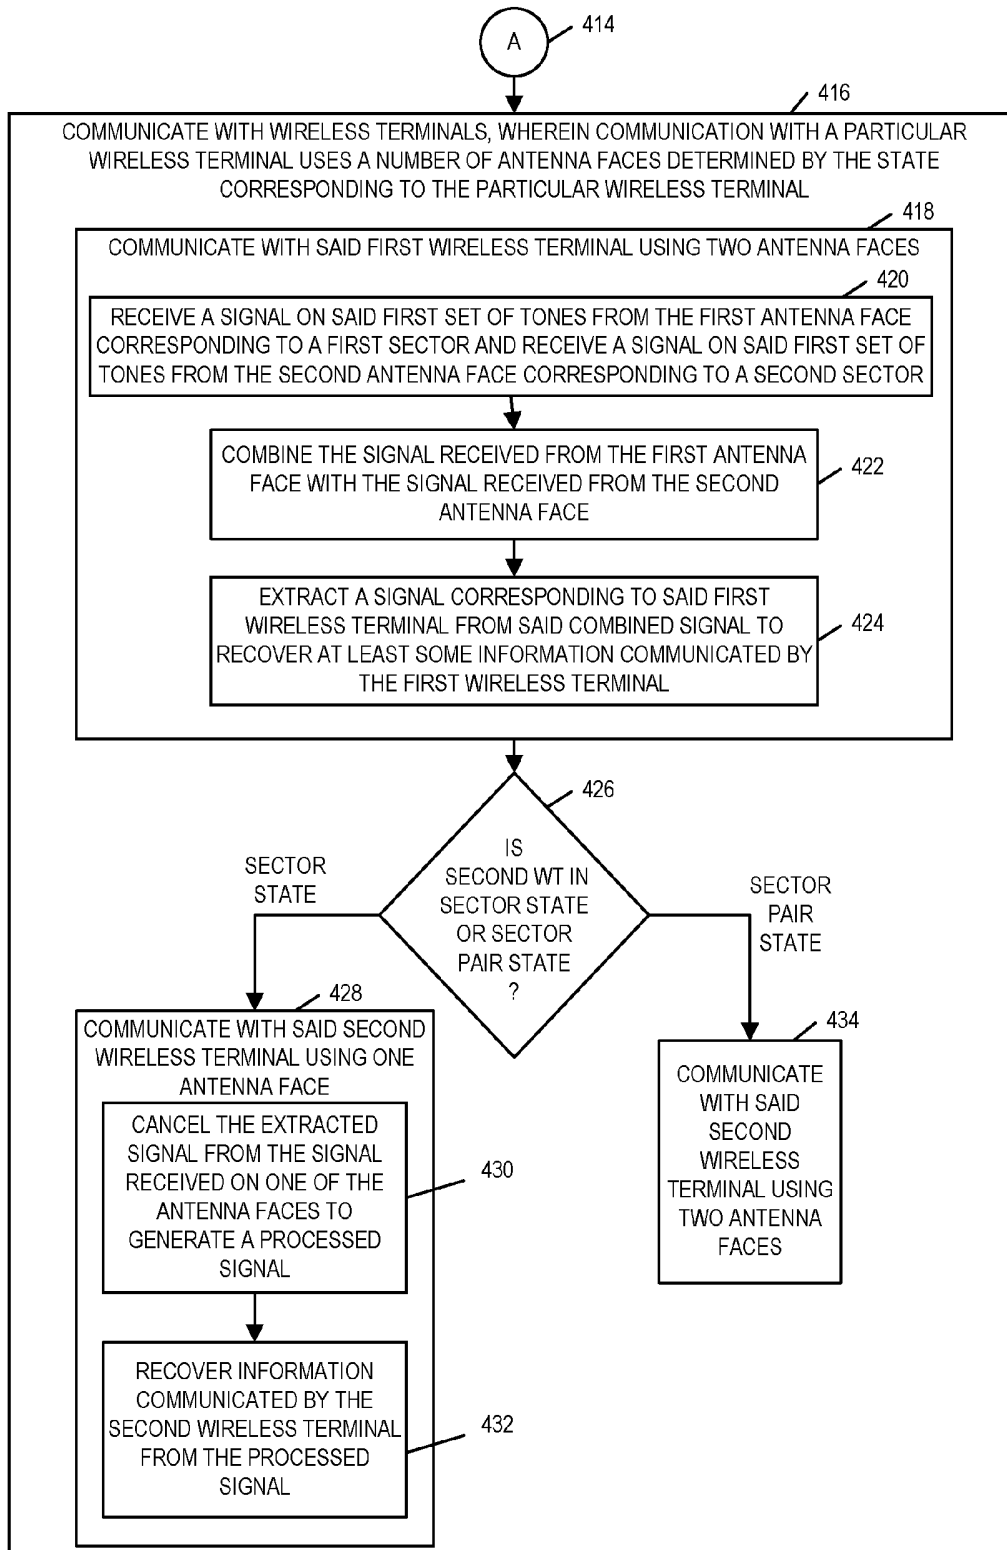 A
414
416
COMMUNICATE WITH WIRELESS TERMINALS, WHEREIN COMMUNICATION WITH A PARTICULAR
WIRELESS TERMINAL USES A NUMBER OF ANTENNA FACES DETERMINED BY THE STATE
CORRESPONDING TO THE PARTICULAR WIRELESS TERMINAL
418
COMMUNICATE WITH SAID FIRST WIRELESS TERMINAL USING TWO ANTENNA FACES
420
RECEIVE A SIGNAL ON SAID FIRST SET OF TONES FROM THE FIRST ANTENNA FACE
CORRESPONDING TO A FIRST SECTOR AND RECEIVE A SIGNAL ON SAID FIRST SET OF
TONES FROM THE SECOND ANTENNA FACE CORRESPONDING TO A SECOND SECTOR
COMBINE THE SIGNAL RECEIVED FROM THE FIRST ANTENNA
FACE WITH THE SIGNAL RECEIVED FROM THE SECOND
ANTENNA FACE
422
EXTRACT A SIGNAL CORRESPONDING TO SAID FIRST
WIRELESS TERMINAL FROM SAID COMBINED SIGNAL TO
RECOVER AT LEAST SOME INFORMATION COMMUNICATED BY
THE FIRST WIRELESS TERMINAL
424
426
IS
SECOND WT IN
SECTOR STATE
OR SECTOR
PAIR STATE
?
SECTOR
STATE
SECTOR
PAIR
STATE
428
COMMUNICATE WITH SAID SECOND
WIRELESS TERMINAL USING ONE
ANTENNA FACE
CANCEL THE EXTRACTED
SIGNAL FROM THE SIGNAL
RECEIVED ON ONE OF THE
ANTENNA FACES TO
GENERATE A PROCESSED
SIGNAL
430
RECOVER INFORMATION
COMMUNICATED BY THE
SECOND WIRELESS TERMINAL
FROM THE PROCESSED
SIGNAL
432
434
COMMUNICATE
WITH SAID
SECOND
WIRELESS
TERMINAL USING
TWO ANTENNA
FACES